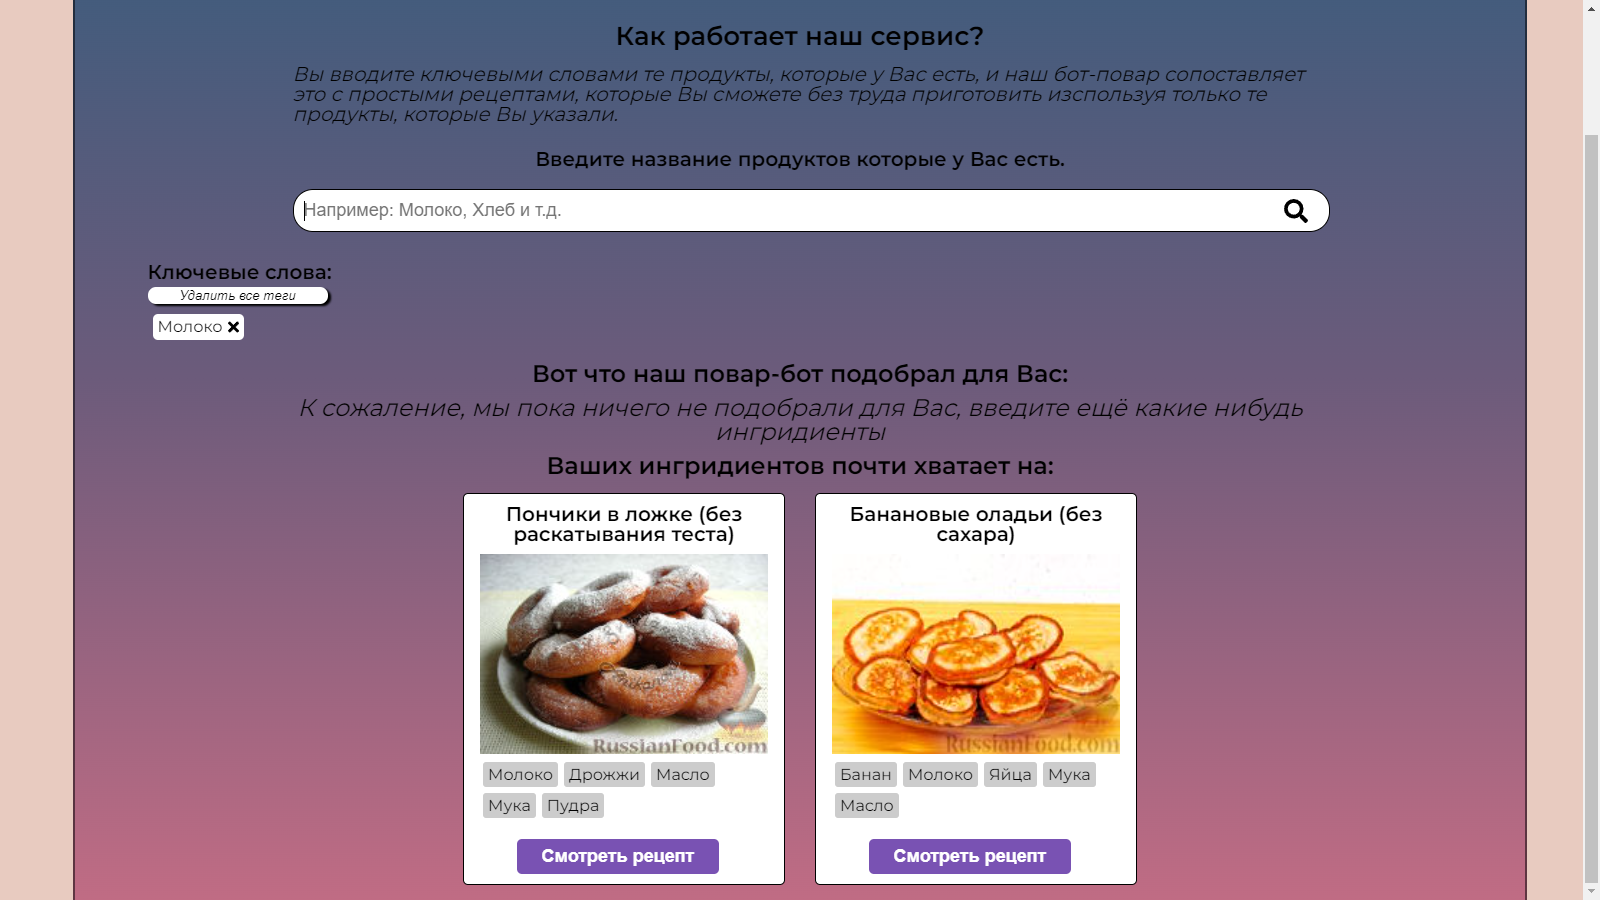 Как работает наш сервис?
Вы вводите ключевыми словами те продукты, которые у Вас есть, и наш бот-повар сопоставляет
это с простыми рецептами, которые Вы сможете без труда приготовить изспользуя только те
продукты, которые Вы указали.
Введите название продуктов которые у Вас есть.
Например: Молоко, Хлеб и т.д.
Ключевые слова:
Удалить все теги
Молоко
Вот что наш повар-бот подобрал для Вас:
К сожаление, мы пока ничего не подобрали для Вас, введите ещё какие нибудь
ингридиенты
Ваших ингридиентов почти хватает на:
Пончики в ложке (без
раскатывания теста)
RussianFood.com
Молоко Дрожжи Масло
Мука Пудра
Смотреть рецепт
Банановые оладьи (без
сахара)
RussianFood.com
Банан Молоко Яйца Мука
Масло
Смотреть рецепт